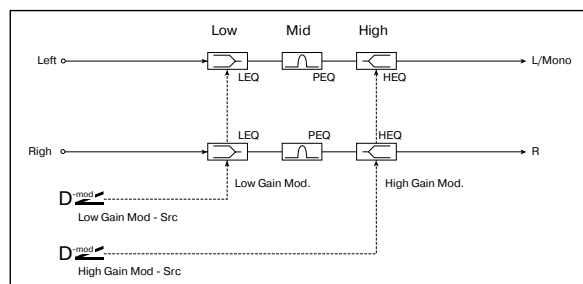 Low Mid High
Left L/Mono
LEQ PEQ HEQ
LEQ PEQ HEQ
Righ R
Low Gain Mod. High Gain Mod.
D-mod
Low Gain Mod - Src
D-mod
High Gain Mod - Src